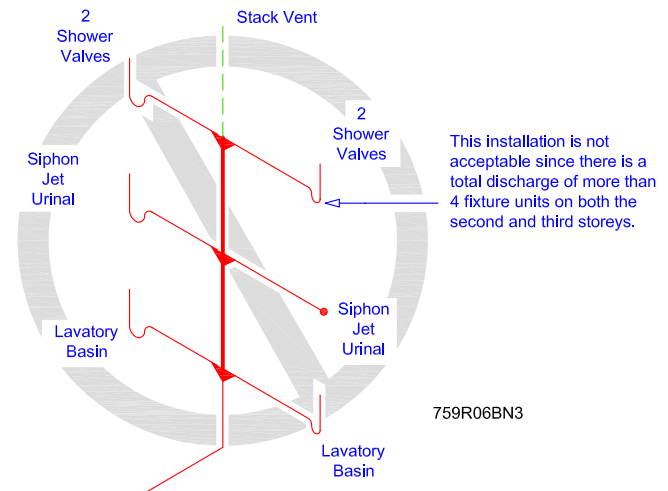 2
Shower
Valves
Stack Vent
2
Shower
Valves
This installation is not
acceptable since there is a
total discharge of more than
4 fixture units on both the
second and third storeys.
Siphon
Jet
Urinal
Siphon
Jet
Urinal
Lavatory
Basin
759R06BN3
Lavatory
Basin